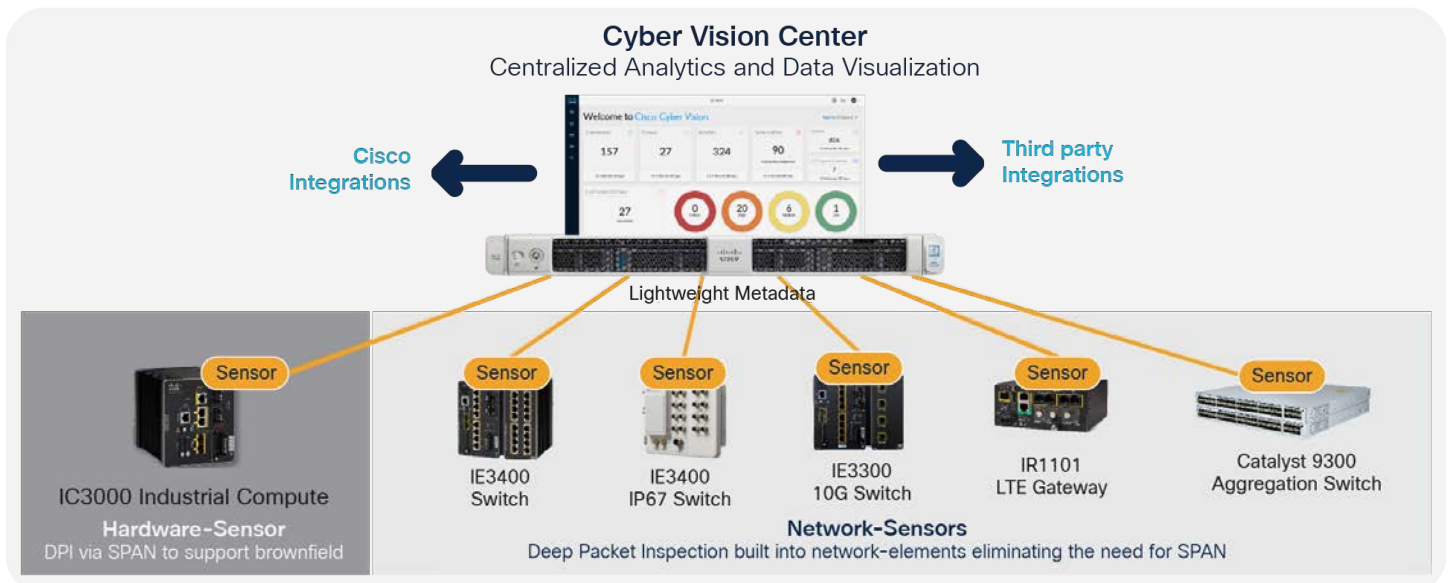 Cyber Vision Center
Centralized Analytics and Data Visualization
Welcome to Cisco Cyber Vision
157
27
324
90
27
0
20
6
1
Cisco
Integrations
Third party
Integrations
CISCO
Lightweight Metadata
Sensor
Sensor
Sensor
Sensor
Sensor
Sensor
IC3000 Industrial Compute
IE3400
Switch
IE3400
IP67 Switch
IE3300
10G Switch
IR1101
LTE Gateway
Catalyst 9300
Aggregation Switch
Hardware-Sensor
DPI via SPAN to support brownfield
Network-Sensors
Deep Packet Inspection built into network-elements eliminating the need for SPAN